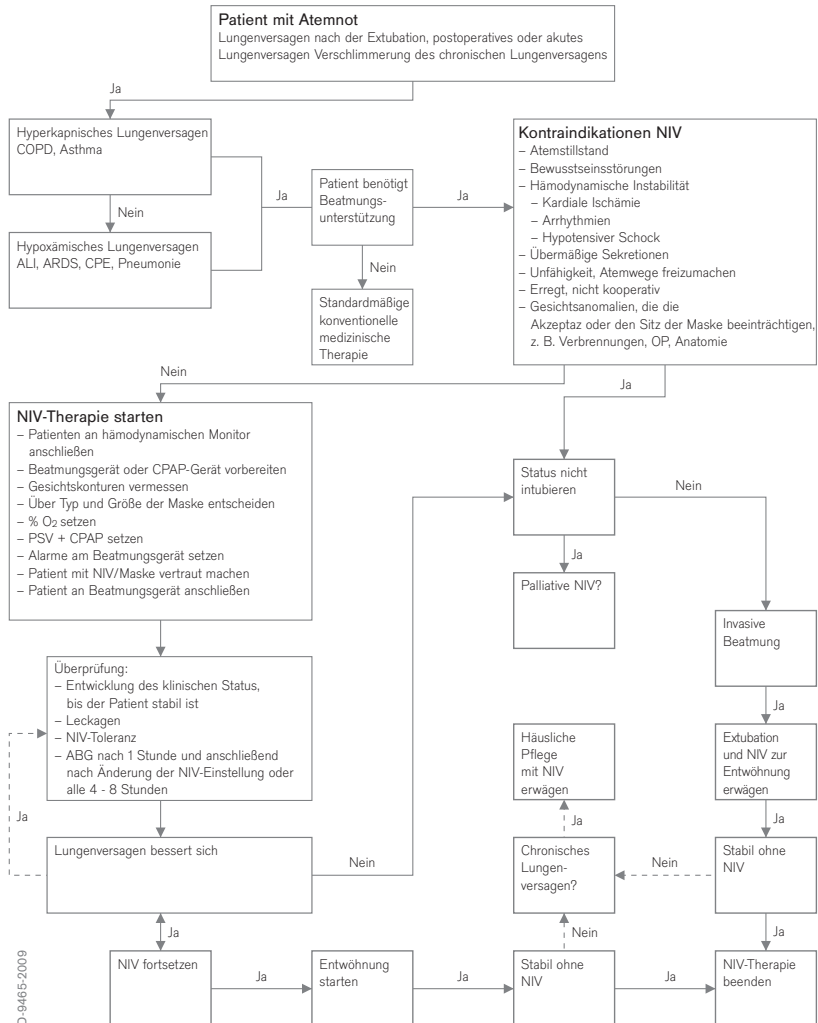 Patient mit Atemnot
Lungenversagen nach der Extubation, postoperatives oder akutes
Lungenversagen Verschlimmerung des chronischen Lungenversagens
Ja
Hyperkapnisches Lungenversagen
COPD, Asthma
Nein
Hypoxämisches Lungenversagen
ALI, ARDS, CPE, Pneumonie
Ja
Patient benötigt
Beatmungs-
unterstützung
Ja
Nein
Standardmäßige
konventionelle
medizinische
Therapie
Kontraindikationen NIV
– Atemstillstand
– Bewusstseinsstörungen
– Hämodynamische Instabilität
– Kardiale Ischämie
– Arrhythmien
– Hypotensiver Schock
– Übermäßige Sekretionen
– Unfähigkeit, Atemwege freizumachen
– Erregt, nicht kooperativ
– Gesichtsanomalien, die die
Akzeptaz oder den Sitz der Maske beeinträchtigen,
z. B. Verbrennungen, OP, Anatomie
Nein
Ja
NIV-Therapie starten
– Patienten an hämodynamischen Monitor
anschließen
– Beatmungsgerät oder CPAP-Gerät vorbereiten
– Gesichtskonturen vermessen
– Über Typ und Größe der Maske entscheiden
– % O2 setzen
– PSV + CPAP setzen
– Alarme am Beatmungsgerät setzen
– Patient mit NIV/Maske vertraut machen
– Patient an Beatmungsgerät anschließen
Status nicht
intubieren
Nein
Ja
Palliative NIV?
Invasive
Beatmung
Ja
Überprüfung:
– Entwicklung des klinischen Status,
bis der Patient stabil ist
– Leckagen
– NIV-Toleranz
– ABG nach 1 Stunde und anschließend
nach Änderung der NIV-Einstellung oder
alle 4 - 8 Stunden
Ja
Häusliche
Pflege
mit NIV
erwägen
Extubation
und NIV zur
Entwöhnung
erwägen
Ja
Ja
Lungenversagen bessert sich
Nein
Chronisches
Lungen-
versagen?
Nein
Stabil ohne
NIV
Ja
Nein
Ja
NIV fortsetzen
Ja
Entwöhnung
starten
Ja
Stabil ohne
NIV
Ja
NIV-Therapie
beenden
D-9465-2009